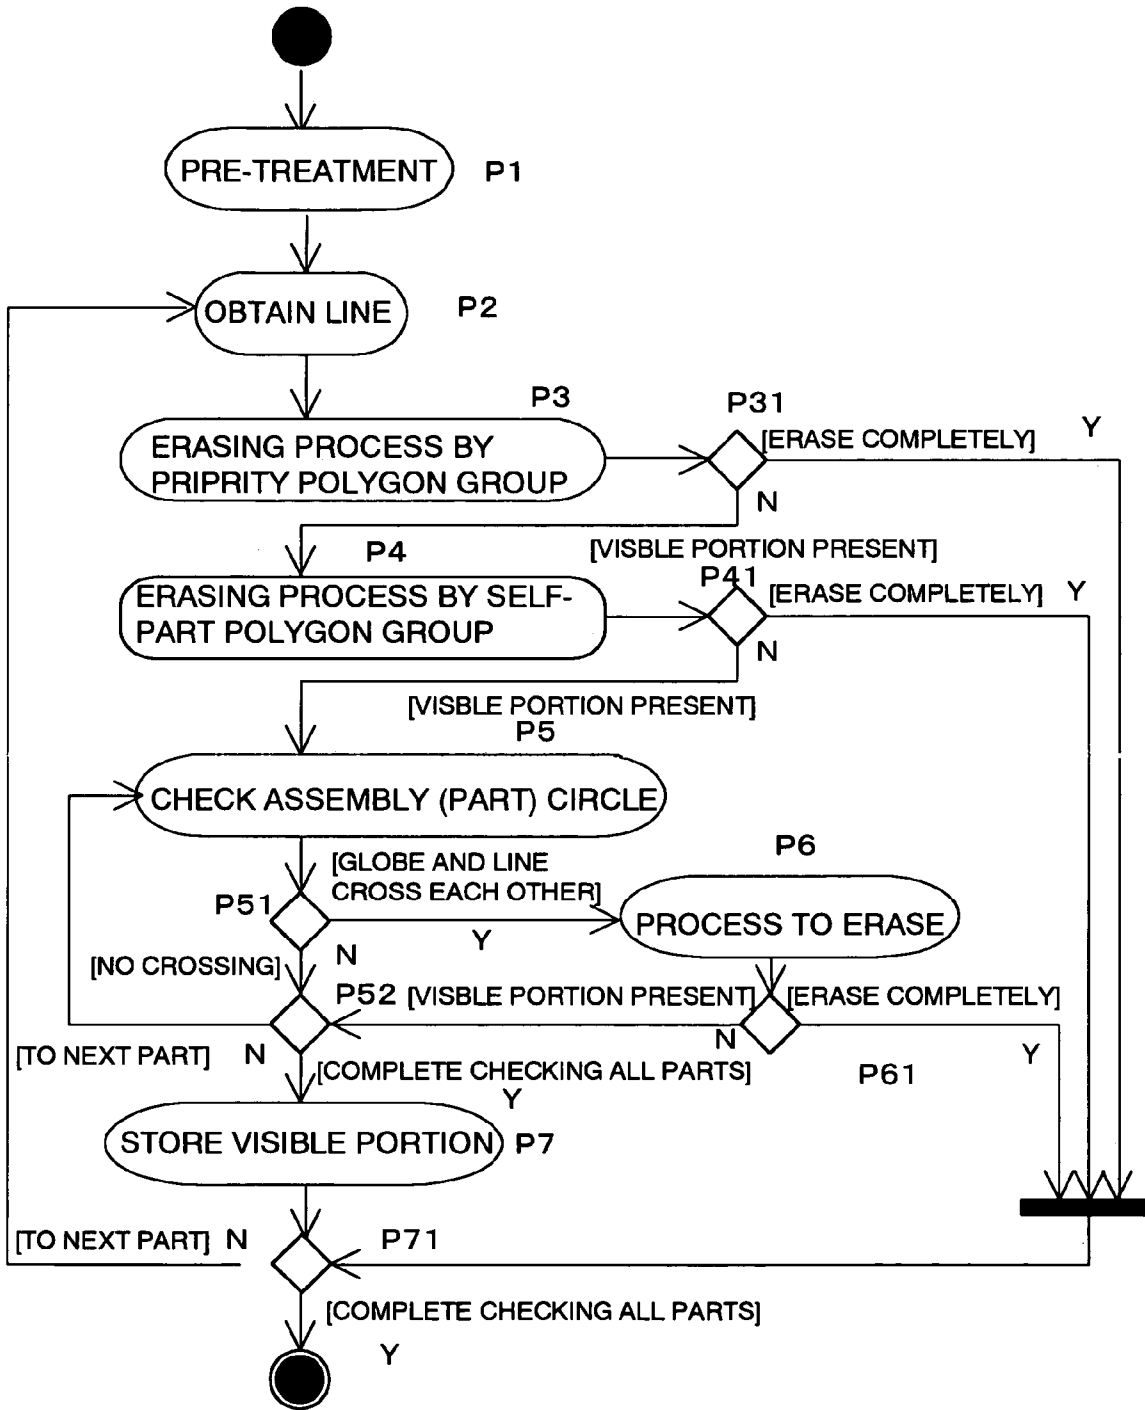 PRE-TREATMENT
P1
OBTAIN LINE
P2
P3
ERASING PROCESS BY
PRIPRITY POLYGON GROUP
P31
[ERASE COMPLETELY]
Y
N
[VISBLE PORTION PRESENT]
P4
ERASING PROCESS BY SELF-
PART POLYGON GROUP
P41
[ERASE COMPLETELY]
Y
N
[VISBLE PORTION PRESENT]
P5
CHECK ASSEMBLY (PART) CIRCLE
[GLOBE AND LINE
CROSS EACH OTHER]
P51
Y
P6
PROCESS TO ERASE
N
[NO CROSSING]
P52
[VISBLE PORTION PRESENT]
[ERASE COMPLETELY]
N
Y
P61
[TO NEXT PART]
N
[COMPLETE CHECKING ALL PARTS]
Y
STORE VISIBLE PORTION
P7
[TO NEXT PART]
N
P71
[COMPLETE CHECKING ALL PARTS]
Y